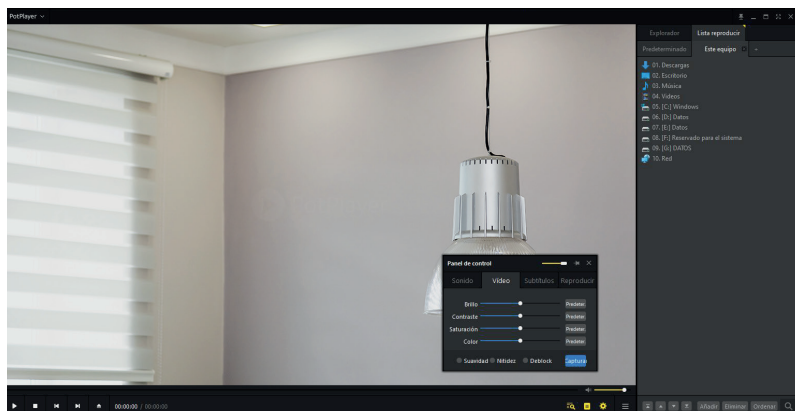 PotPlayer
Explorador Lista reproducir
Predeterminado Este equipo +
01. Descargas
02. Escritorio
03. Música
04. Videos
05. [C:] Windows
06. [D:] Datos
07. [E:] Datos
08. [F:] Reservado para el sistema
09. [G:] DATOS
10. Red
Panel de control
Sonido Vídeo Subtítulos Reproducir
Brillo Predeter.
Contraste Predeter.
Saturación Predeter.
Color Predeter.
Suavidad Nitidez Deblock Capturar
00:00:00 / 00:00:00
Añadir Eliminar Ordenar